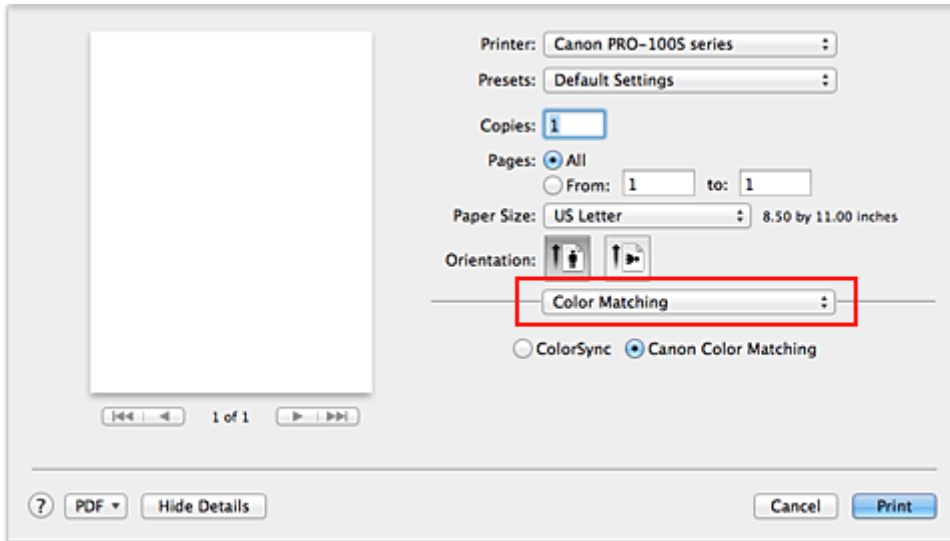 Printer: Canon PRO-100S series
Presets: Default Settings
Copies: 1
Pages: All
From: 1 to: 1
Paper Size: US Letter 8.50 by 11.00 inches
Orientation:
Color Matching
ColorSync Canon Color Matching
1 of 1
? PDF Hide Details Cancel Print